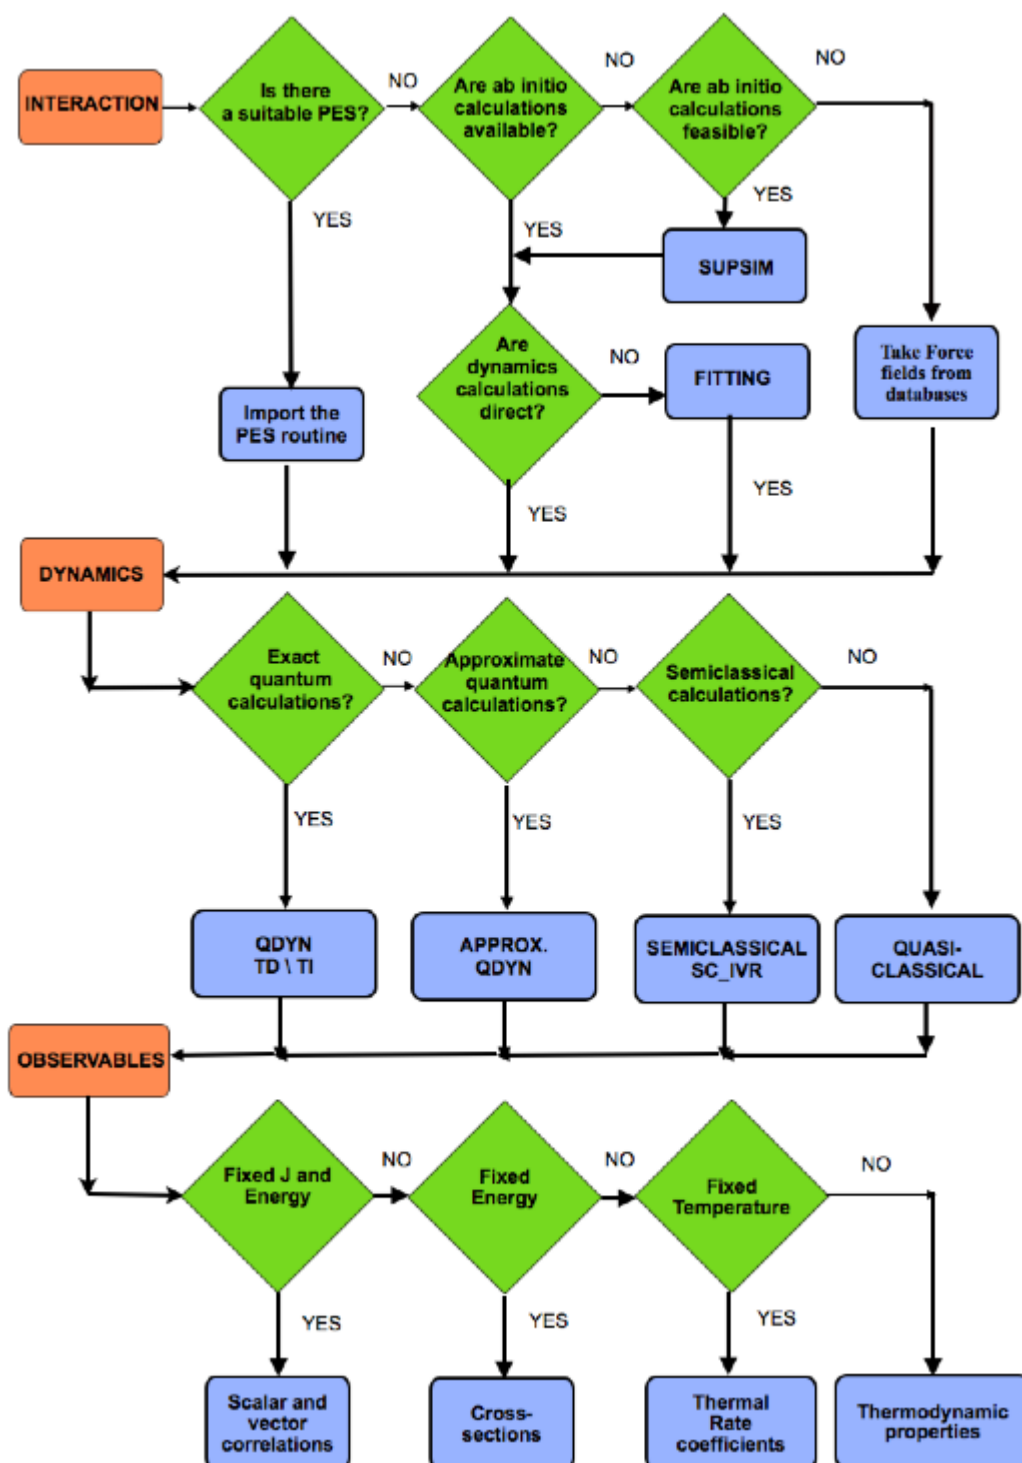 NO
NO
NO
INTERACTION
Is there
a suitable PES?
Are ab initio
calculations
available?
Are ab initio
calculations
feasible?
YES
YES
YES
SUPSIM
Are
dynamics
calculations
direct?
NO
FITTING
Take Force
fields from
databases
Import the
PES routine
YES
YES
DYNAMICS
Exact
quantum
calculations?
NO
Approximate
quantum
calculations?
NO
Semiclassical
calculations?
NO
YES
YES
YES
QDYN
TD \ TI
APPROX.
QDYN
SEMICLASSICAL
SC_IVR
QUASI-
CLASSICAL
OBSERVABLES
Fixed J and
Energy
NO
Fixed
Energy
NO
Fixed
Temperature
NO
YES
YES
YES
Scalar and
vector
correlations
Cross-
sections
Thermal
Rate
coefficients
Thermodynamic
properties